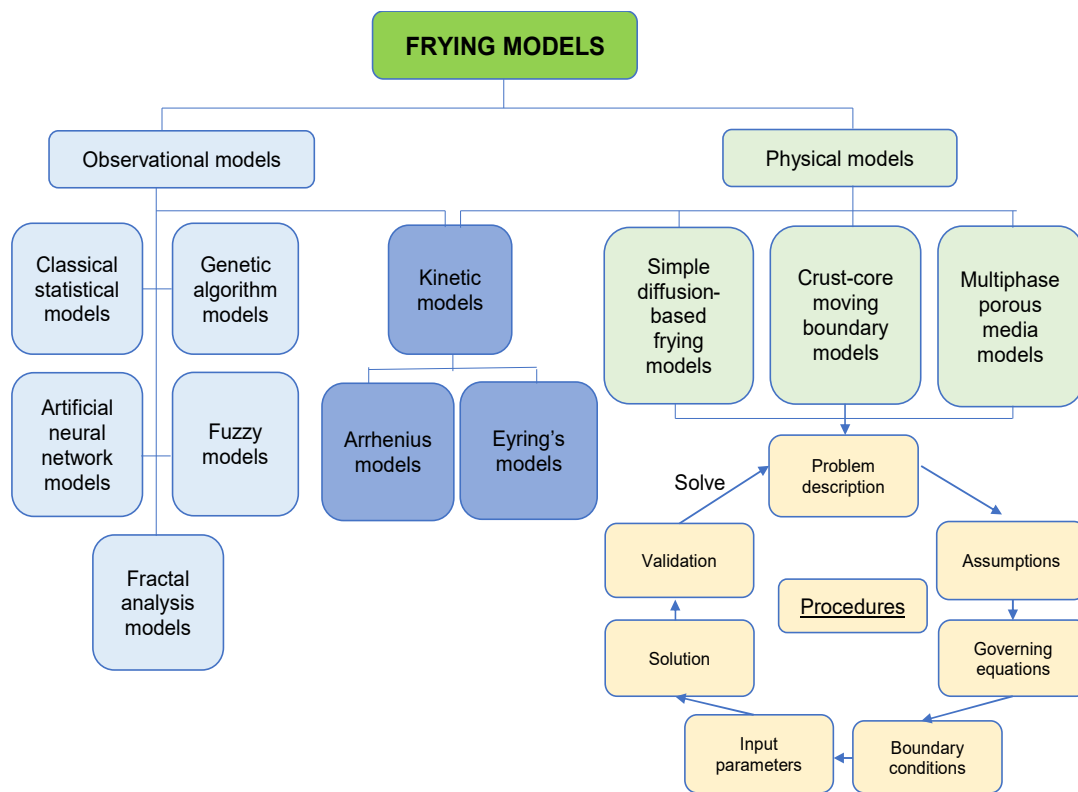 FRYING MODELS
Observational models
Physical models
Classical
statistical
models
Genetic
algorithm
models
Kinetic
models
Simple
diffusion-
based
frying
models
Crust-core
moving
boundary
models
Multiphase
porous
media
models
Artificial
neural
network
models
Fuzzy
models
Arrhenius
models
Eyring’s
models
Fractal
analysis
models
Solve
Problem
description
Validation
Assumptions
Procedures
Solution
Governing
equations
Input
parameters
Boundary
conditions